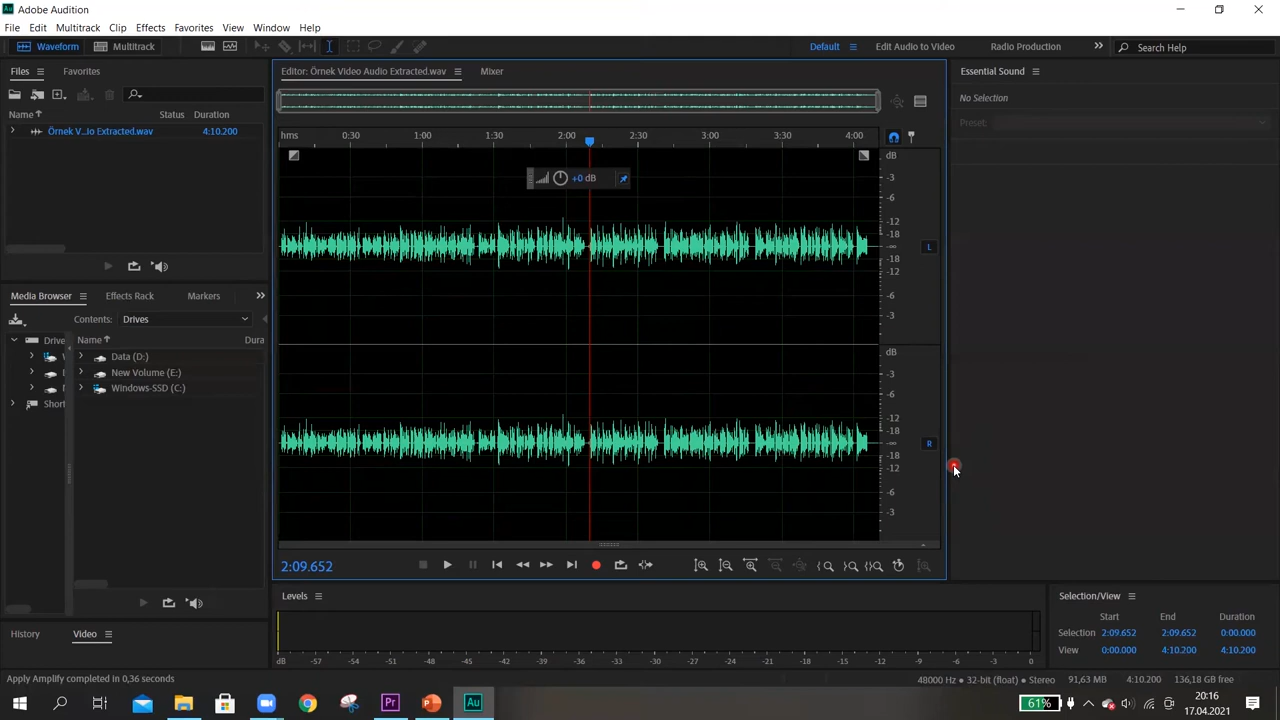 Adobe Audition
File Edit Multitrack Clip Effects Favorites View Window Help
Waveform Multitrack Default Edit Audio to Video Radio Production Search Help
Files Favorites
Name Status Duration
Örnek V...Io Extracted.wav 4:10.200
Editor: Örnek Video Audio Extracted.wav Mixer
hms 0:30 1:00 1:30 2:00 2:30 3:00 3:30 4:00
+0 dB
dB
-3
-6
-12
-18
-∞
-18
-12
-6
-3
L
dB
-3
-6
-12
-18
-∞
-18
-12
-6
-3
R
Essential Sound
No Selection
Preset:
Media Browser Effects Rack Markers
Contents: Drives
Drive Name Dura
Data (D:)
New Volume (E:)
Windows-SSD (C:)
Short
History Video
2:09.652
Levels
dB -57 -54 -51 -48 -45 -42 -39 -36 -33 -30 -27 -24 -21 -18 -15 -12 -9 -6 -3 0
Selection/View
Start End Duration
Selection 2:09.652 2:09.652 0:00.000
View 0:00.000 4:10.200 4:10.200
Apply Amplify completed in 0,36 seconds
48000 Hz • 32-bit (float) • Stereo 91,63 MB 4:10.200 136,18 GB free
Pr Au
61%
20:16
17.04.2021